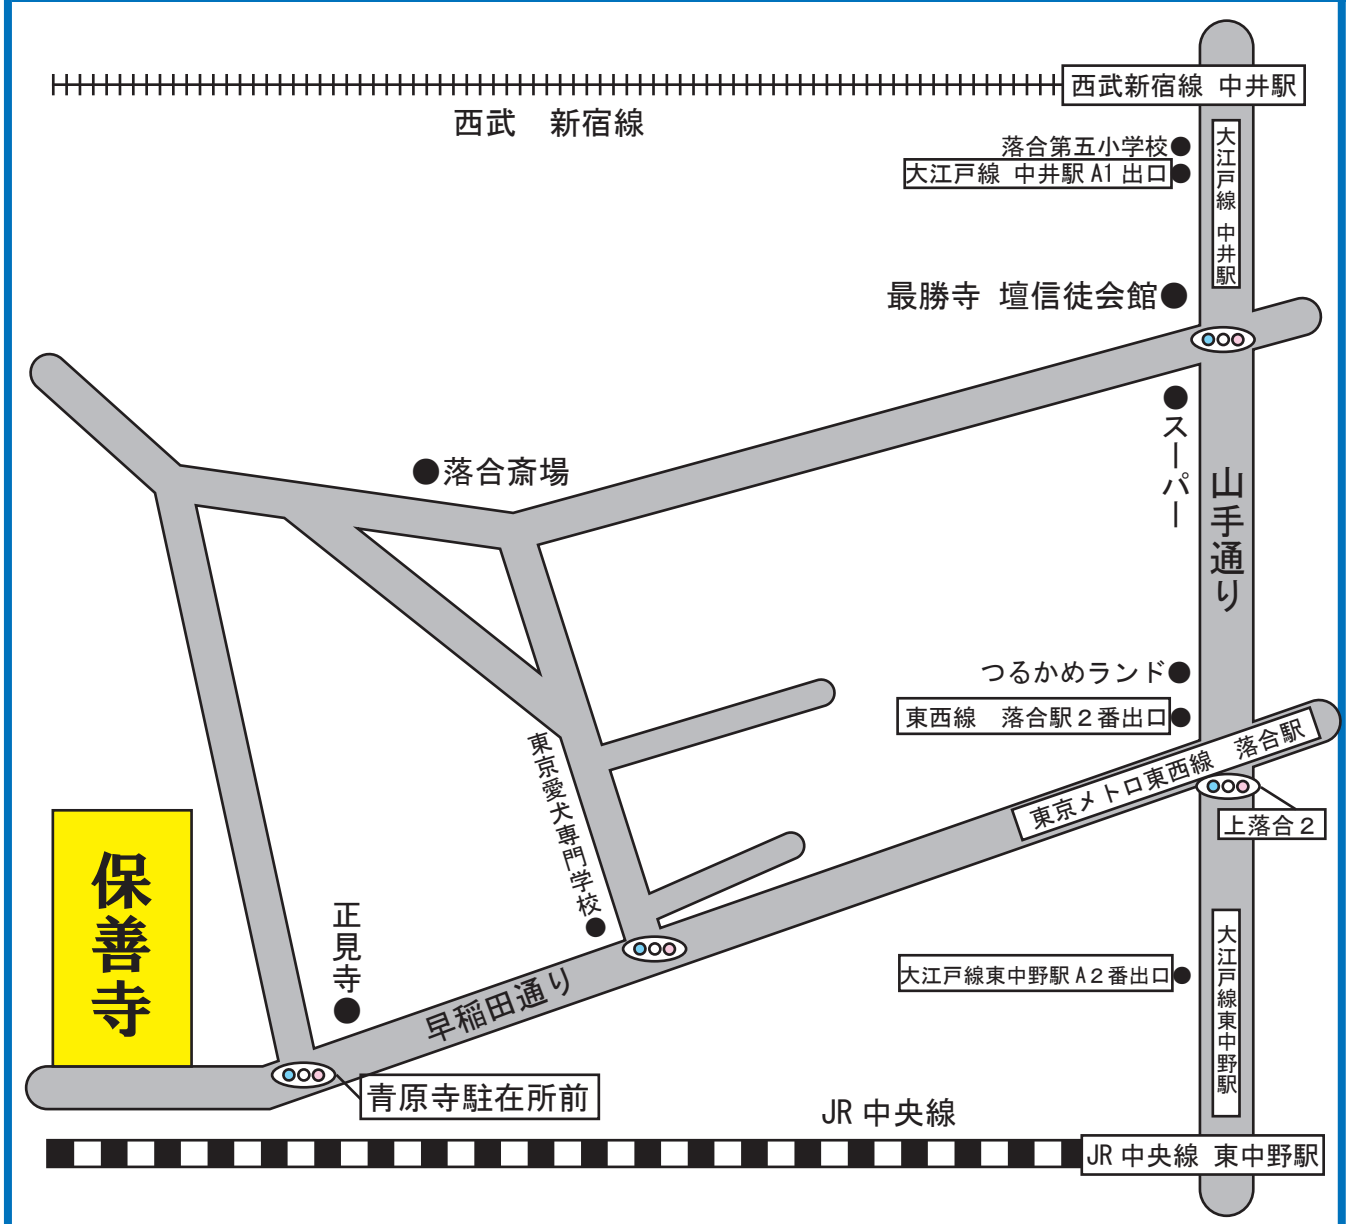 西武新宿線 中井駅
西武　新宿線
落合第五小学校
大江戸線 中井駅 A1 出口
大江戸線 中井駅
最勝寺 壇信徒会館
スーパー
落合斎場
山手通り
つるかめランド
東西線　落合駅２番出口
東京メトロ東西線　落合駅
上落合２
東京愛犬専門学校
保善寺
正見寺
早稲田通り
大江戸線東中野駅 A２番出口
大江戸線東中野駅
青原寺駐在所前
JR 中央線
JR 中央線 東中野駅